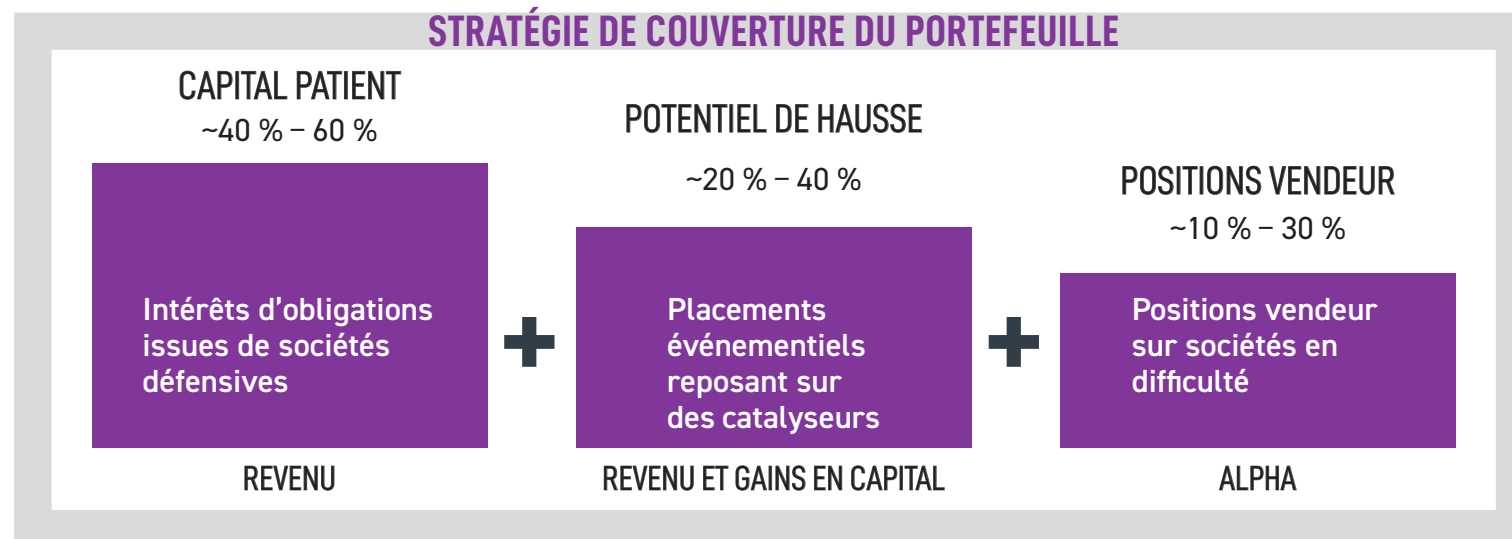 STRATÉGIE DE COUVERTURE DU PORTEFEUILLE
CAPITAL PATIENT
~40 % – 60 %
Intérêts d’obligations
issues de sociétés
défensives
REVENU
+
POTENTIEL DE HAUSSE
~20 % – 40 %
Placements
événementiels
reposant sur
des catalyseurs
REVENU ET GAINS EN CAPITAL
+
POSITIONS VENDEUR
~10 % – 30 %
Positions vendeur
sur sociétés en
difficulté
ALPHA